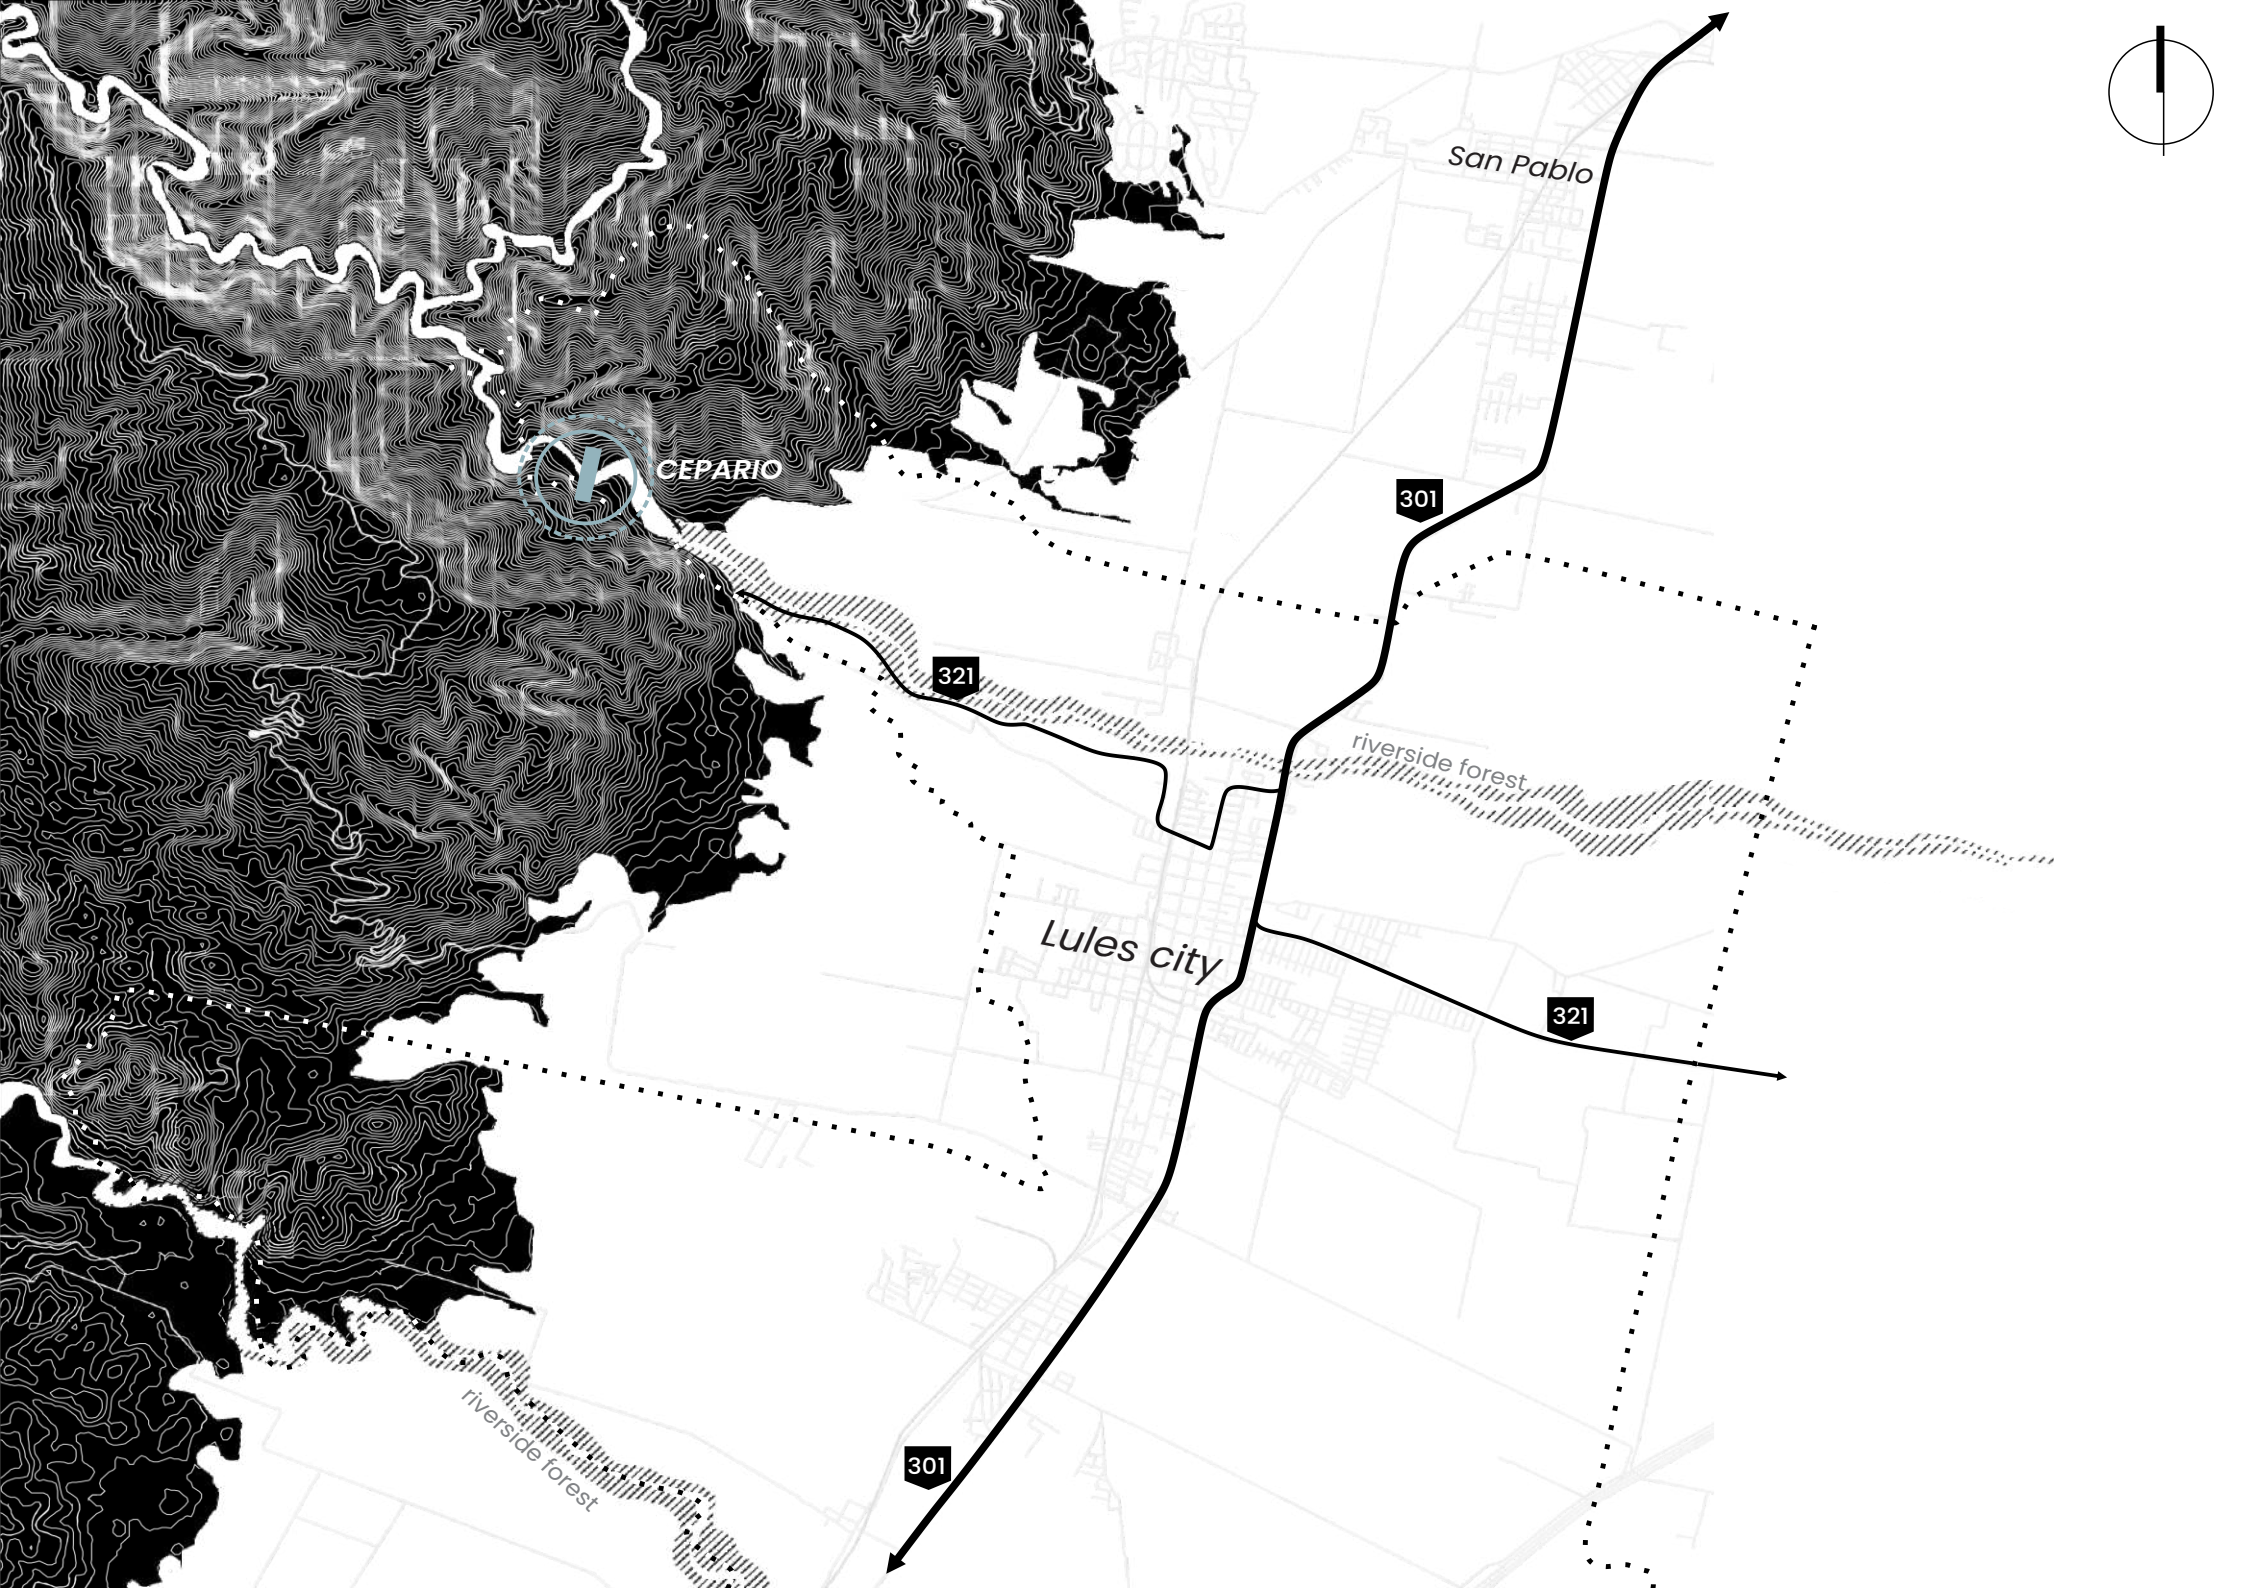 San Pablo
CEPARIO
301
321
riverside forest
Lules city
321
riverside forest
301